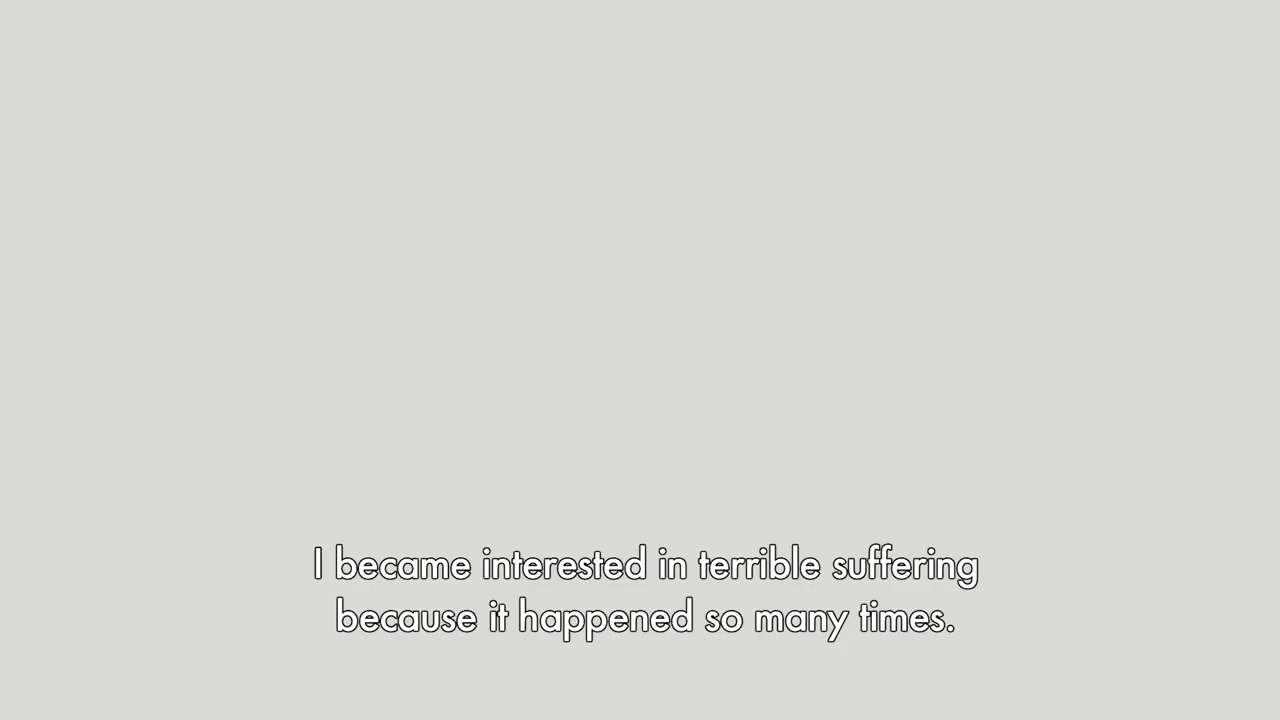 I became interested in terrible suffering
because it happened so many times.